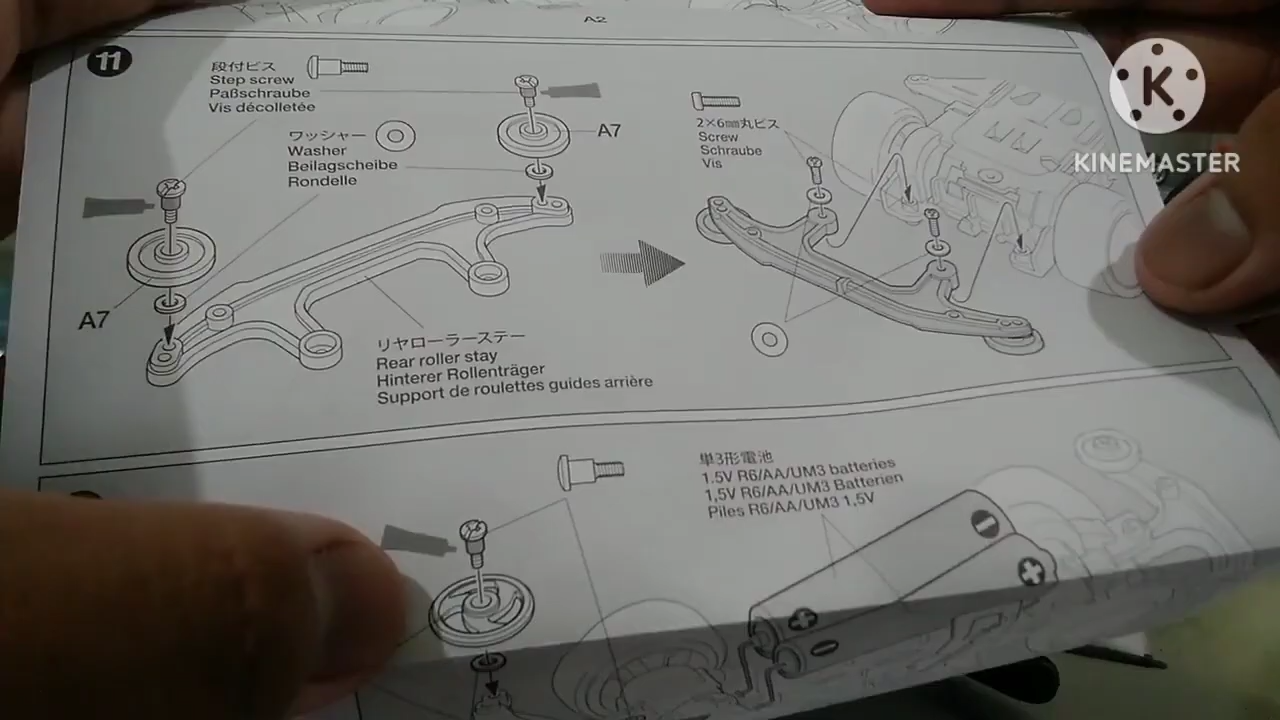 A2
11
段付ビス
Step screw
Paßschraube
Vis décolletée
ワッシャー
Washer
Beilagscheibe
Rondelle
A7
A7
リヤローラーステー
Rear roller stay
Hinterer Rollenträger
Support de roulettes guides arrière
2×6㎜丸ビス
Screw
Schraube
Vis
K
KINEMASTER
単3形電池
1.5V R6/AA/UM3 batteries
1,5V R6/AA/UM3 Batterien
Piles R6/AA/UM3 1,5V